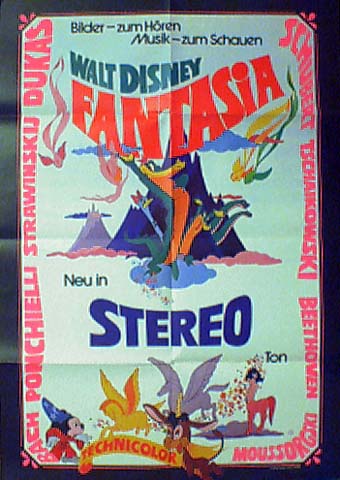 Bilder – zum Hören
Musik – zum Schauen
WALT DISNEY
FANTASIA
Neu in
STEREO
Ton
TECHNICOLOR
BACH PONCHIELLI STRAWINSKIJ DUKAS
SCHUBERT TSCHAIKOWSKI BEETHOVEN